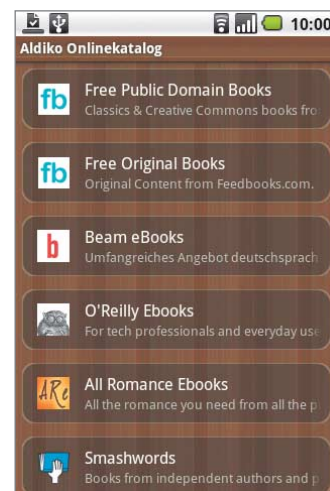 10:00
Aldiko Onlinekatalog
fb
Free Public Domain Books
Classics & Creative Commons books fro
fb
Free Original Books
Original Content from Feedbooks.com.
b
Beam eBooks
Umfangreiches Angebot deutschsprach
O'Reilly Ebooks
For tech professionals and everyday use
ARe
All Romance Ebooks
All the romance you need from all the p
Smashwords
Books from independent authors and p